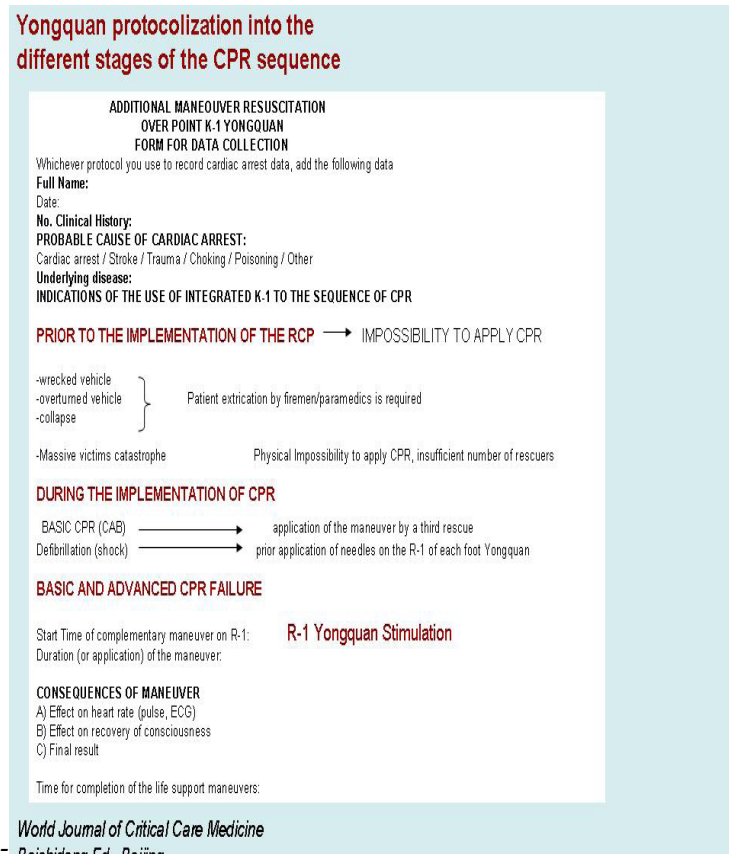 Yongquan protocolization into the
different stages of the CPR sequence
ADDITIONAL MANEOUVER RESUSCITATION
OVER POINT K-1 YONGQUAN
FORM FOR DATA COLLECTION
Whichever protocol you use to record cardiac arrest data, add the following data
Full Name:
Date:
No. Clinical History:
PROBABLE CAUSE OF CARDIAC ARREST:
Cardiac arrest / Stroke / Trauma / Choking / Poisoning / Other
Underlying disease:
INDICATIONS OF THE USE OF INTEGRATED K-1 TO THE SEQUENCE OF CPR
PRIOR TO THE IMPLEMENTATION OF THE RCP → IMPOSSIBILITY TO APPLY CPR
-wrecked vehicle
-overturned vehicle Patient extrication by firemen/paramedics is required
-collapse
-Massive victims catastrophe Physical Impossibility to apply CPR, insufficient number of rescuers
DURING THE IMPLEMENTATION OF CPR
BASIC CPR (CAB) → application of the maneuver by a third rescue
Defibrillation (shock) → prior application of needles on the R-1 of each foot Yongquan
BASIC AND ADVANCED CPR FAILURE
Start Time of complementary maneuver on R-1: R-1 Yongquan Stimulation
Duration (or application) of the maneuver:
CONSEQUENCES OF MANEUVER
A) Effect on heart rate (pulse, ECG)
B) Effect on recovery of consciousness
C) Final result
Time for completion of the life support maneuvers:
World Journal of Critical Care Medicine